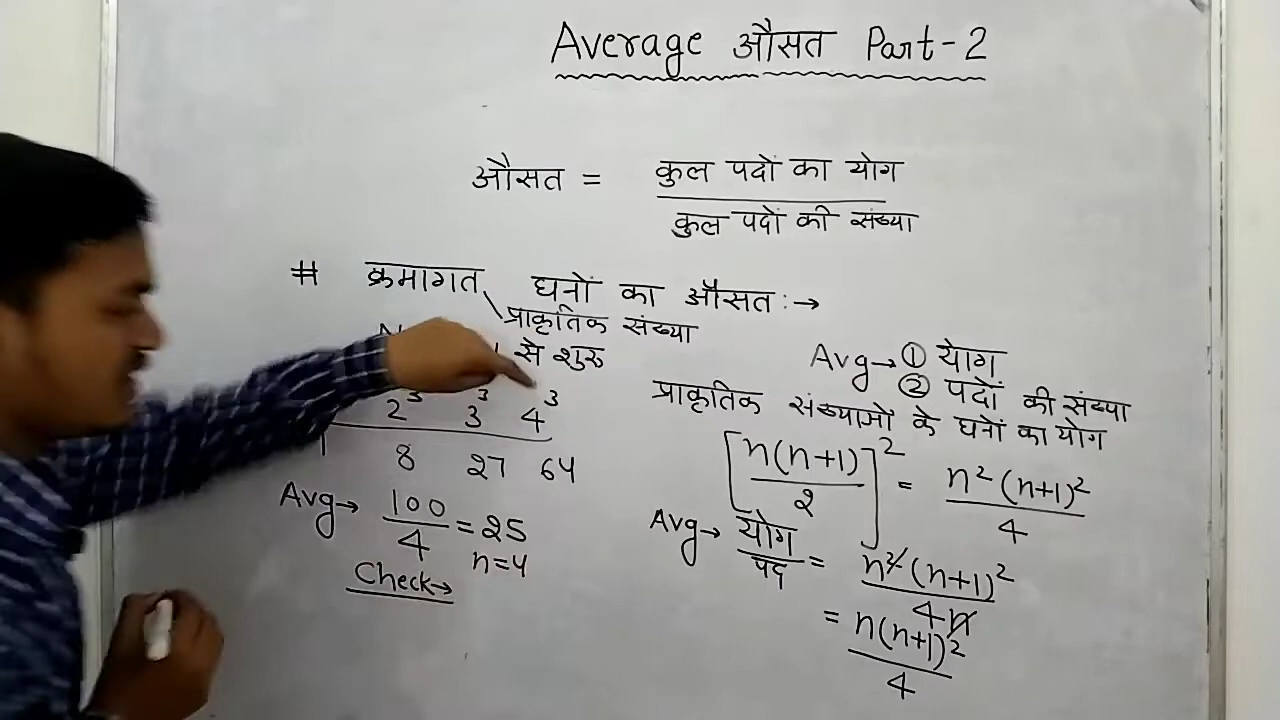 Average औसत Part-2
औसत = कुल पदों का योग / कुल पदों की संख्या
# क्रमागत घनों का औसत :→
प्राकृतिक संख्या
से शुरु
2³ 3³ 4³
1 8 27 64
Avg→ 100/4 = 25
n=4
Check→
Avg→ ① योग
② पदों की संख्या
प्राकृतिक संख्याओं के घनों का योग
[n(n+1)/2]² = n²(n+1)²/4
Avg→ योग/पद = n²(n+1)²/4n
= n(n+1)²/4